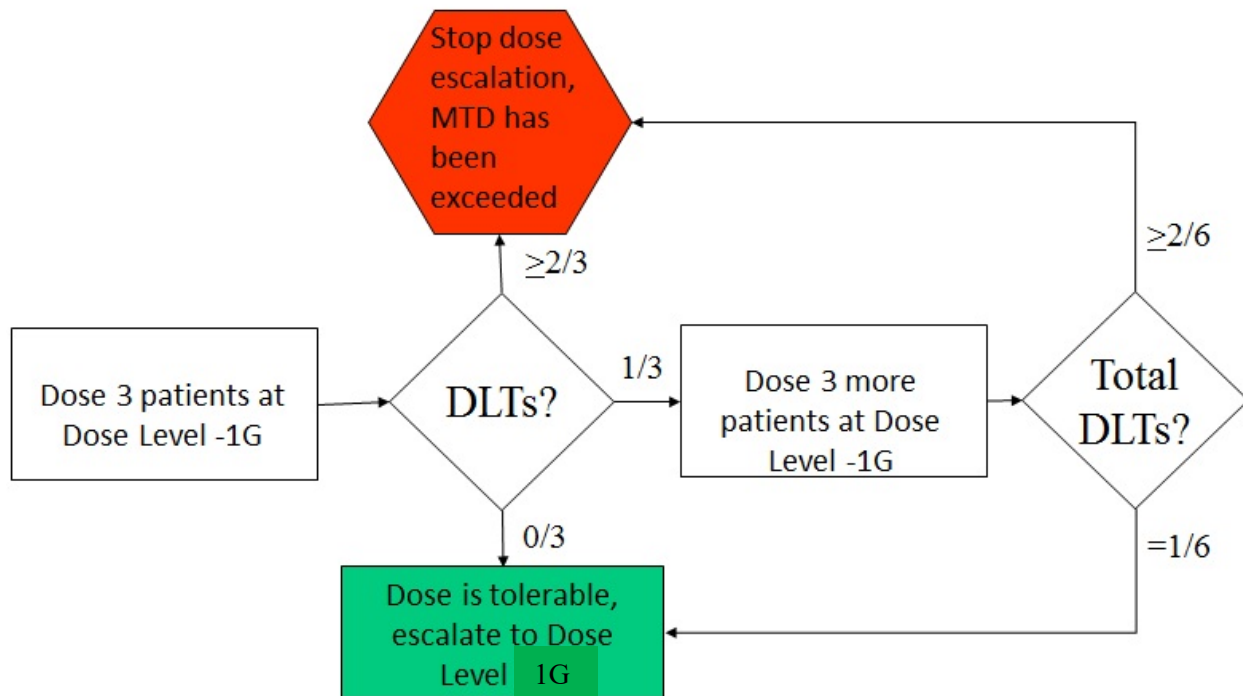 Stop dose
escalation,
MTD has
been
exceeded
≥2/3
≥2/6
Dose 3 patients at
Dose Level -1G
DLTs?
1/3
Dose 3 more
patients at Dose
Level -1G
Total
DLTs?
0/3
=1/6
Dose is tolerable,
escalate to Dose
Level 1G